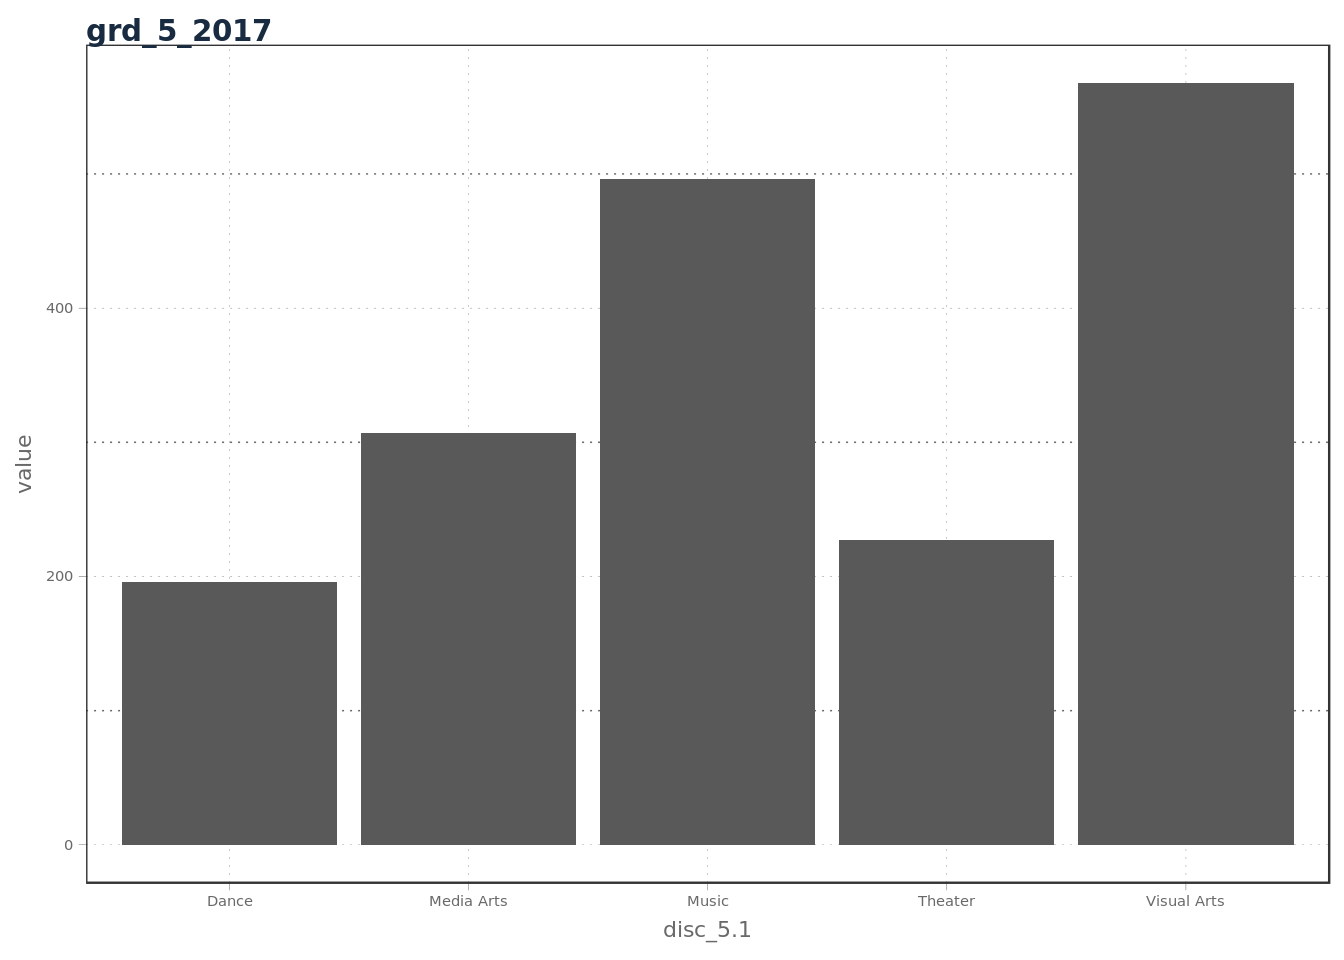 grd_5_2017
value
400
200
0
Dance Media Arts Music Theater Visual Arts
disc_5.1